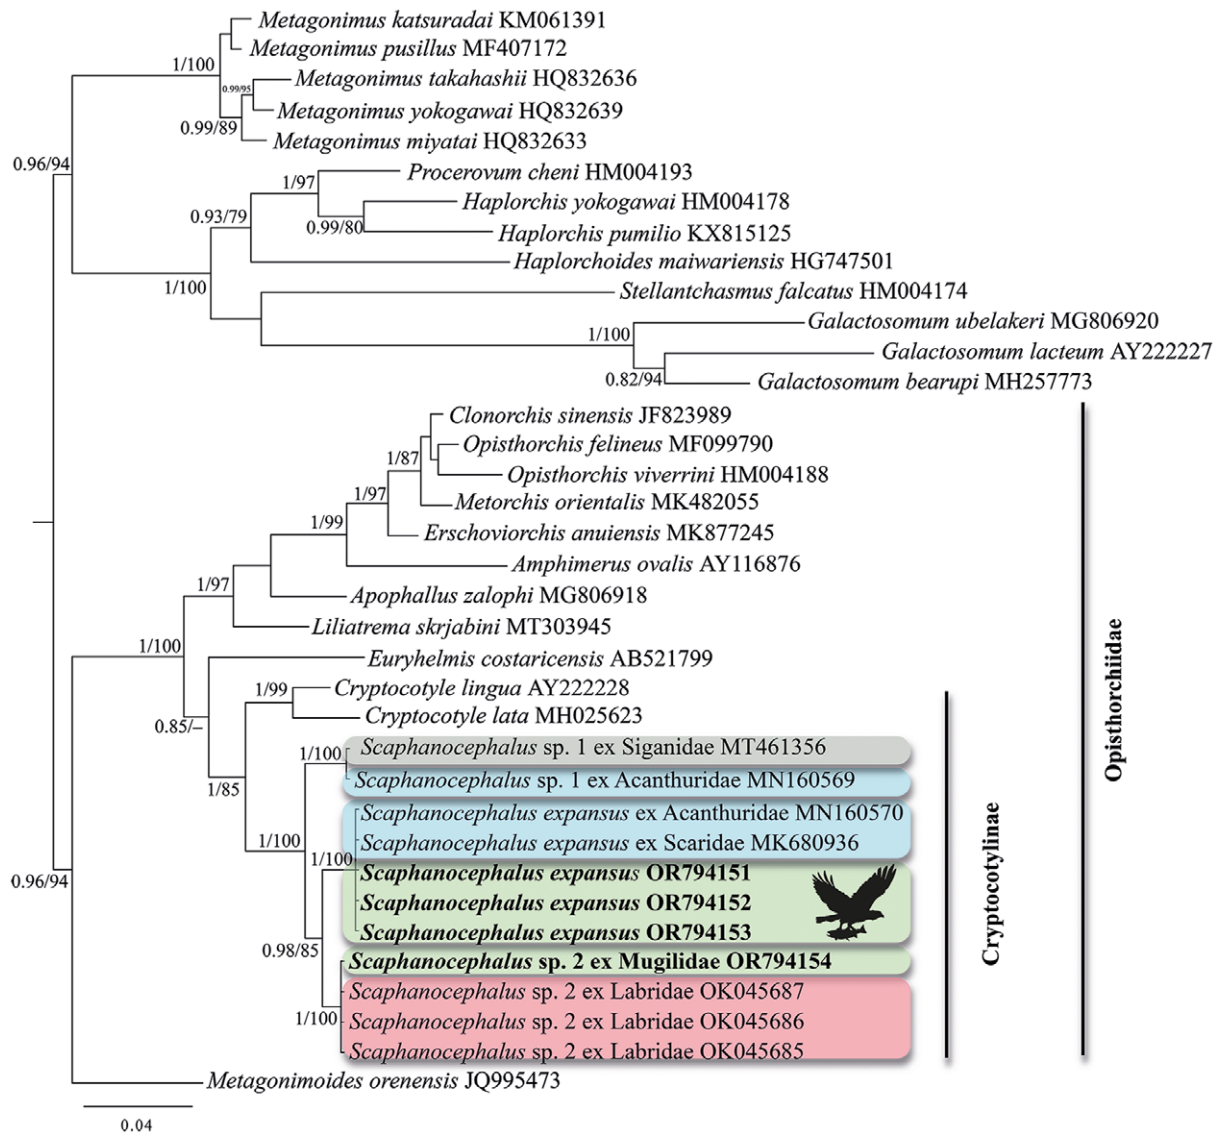 Metagonimus katsuradai KM061391
Metagonimus pusillus MF407172
1/100
Metagonimus takahashii HQ832636
0.99/95
Metagonimus yokogawai HQ832639
0.99/89
Metagonimus miyatai HQ832633
0.96/94
Procerovum cheni HM004193
1/97
Haplorchis yokogawai HM004178
0.93/79
0.99/80
Haplorchis pumilio KX815125
Haplorchoides maiwariensis HG747501
1/100
Stellantchasmus falcatus HM004174
Galactosomum ubelakeri MG806920
1/100
Galactosomum lacteum AY222227
0.82/94
Galactosomum bearupi MH257773
Clonorchis sinensis JF823989
Opisthorchis felineus MF099790
1/87
Opisthorchis viverrini HM004188
1/97
Metorchis orientalis MK482055
1/99
Erschoviorchis anuiensis MK877245
Amphimerus ovalis AY116876
1/97
Apophallus zalophi MG806918
Liliatrema skrjabini MT303945
1/100
Euryhelmis costaricensis AB521799
1/99
Cryptocotyle lingua AY222228
Cryptocotyle lata MH025623
0.85/–
Scaphanocephalus sp. 1 ex Siganidae MT461356
1/100
Scaphanocephalus sp. 1 ex Acanthuridae MN160569
1/85
Scaphanocephalus expansus ex Acanthuridae MN160570
1/100
Scaphanocephalus expansus ex Scaridae MK680936
1/100
Scaphanocephalus expansus OR794151
0.96/94
Scaphanocephalus expansus OR794152
Scaphanocephalus expansus OR794153
0.98/85
Scaphanocephalus sp. 2 ex Mugilidae OR794154
Scaphanocephalus sp. 2 ex Labridae OK045687
1/100
Scaphanocephalus sp. 2 ex Labridae OK045686
Scaphanocephalus sp. 2 ex Labridae OK045685
Metagonimoides orenensis JQ995473
0.04
Cryptocotylinae
Opisthorchiidae